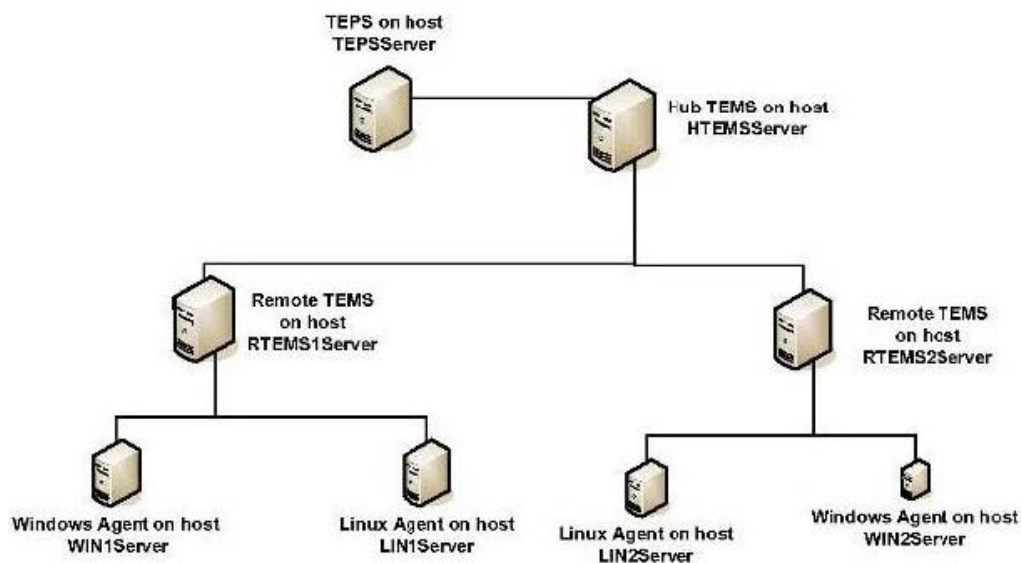 TEPS on host
TEPSServer
Hub TEMS on host
HTEMSServer
Remote TEMS
on host
RTEMS1Server
Remote TEMS
on host
RTEMS2Server
Windows Agent on host
WIN1Server
Linux Agent on host
LIN1Server
Linux Agent on host
LIN2Server
Windows Agent on host
WIN2Server